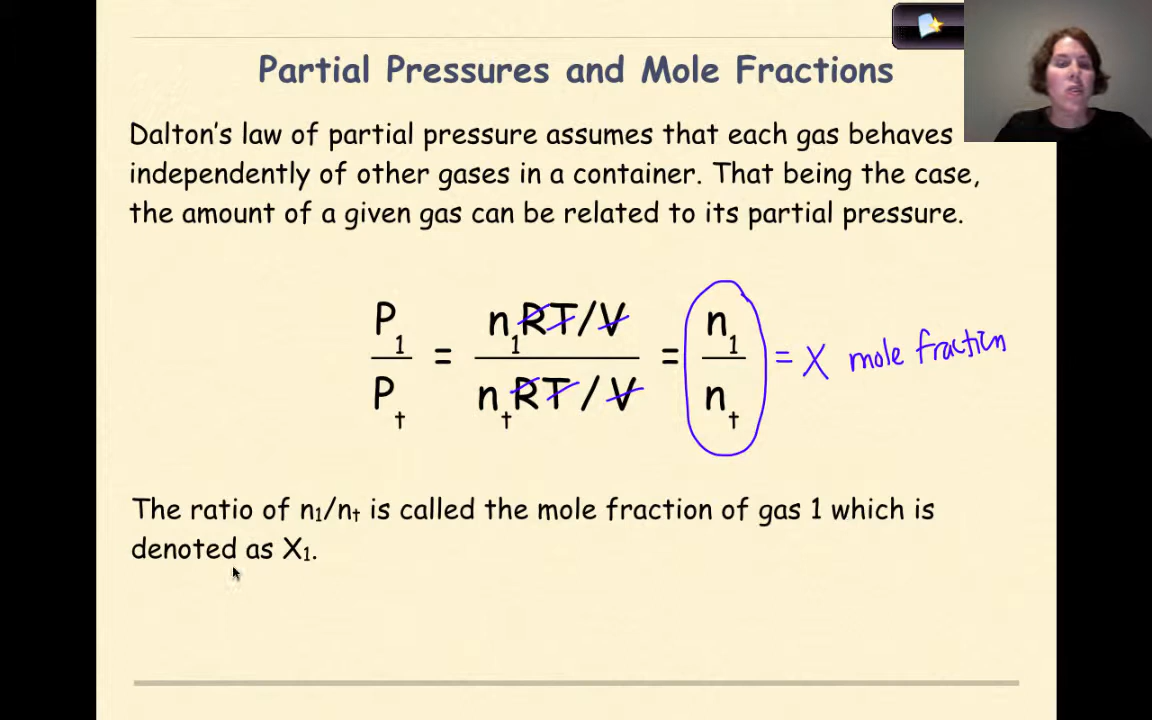 Partial Pressures and Mole Fractions
Dalton's law of partial pressure assumes that each gas behaves
independently of other gases in a container. That being the case,
the amount of a given gas can be related to its partial pressure.
P₁/Pₜ = n₁RT/V / nₜRT/V = n₁/nₜ = X mole fraction
The ratio of n₁/nₜ is called the mole fraction of gas 1 which is
denoted as X₁.